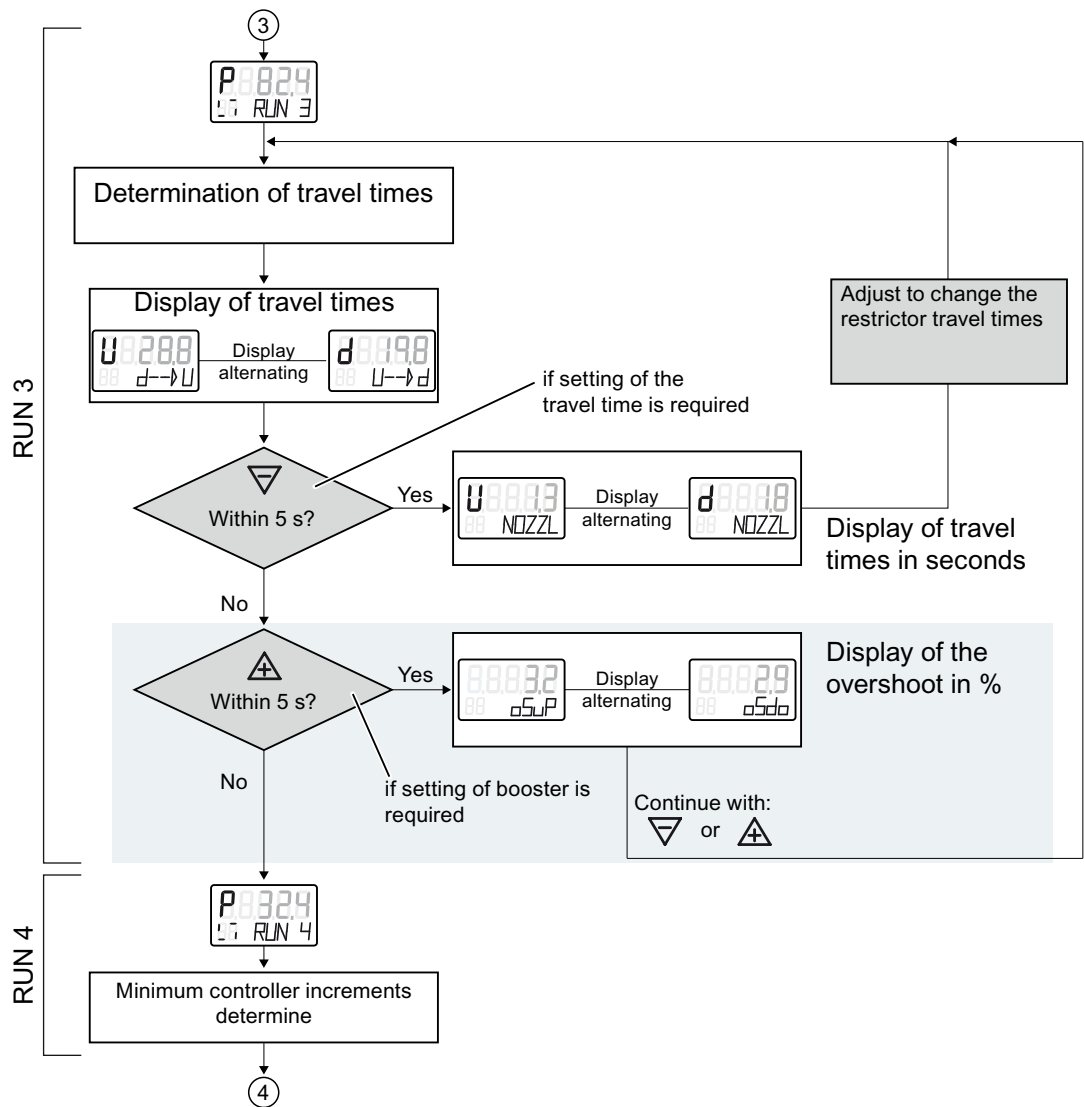 3
P 82.4
RUN 3
Determination of travel times
Display of travel times
U 28.8
d-->U
Display
alternating
d 19.8
U-->d
Adjust to change the
restrictor travel times
RUN 3
if setting of the
travel time is required
Within 5 s?
Yes
U 1.3
NOZZL
Display
alternating
d 1.8
NOZZL
Display of travel
times in seconds
No
Within 5 s?
Yes
3.2
oSuP
Display
alternating
2.9
oSdo
Display of the
overshoot in %
No
if setting of booster is
required
Continue with:
or
P 32.4
RUN 4
RUN 4
Minimum controller increments
determine
4